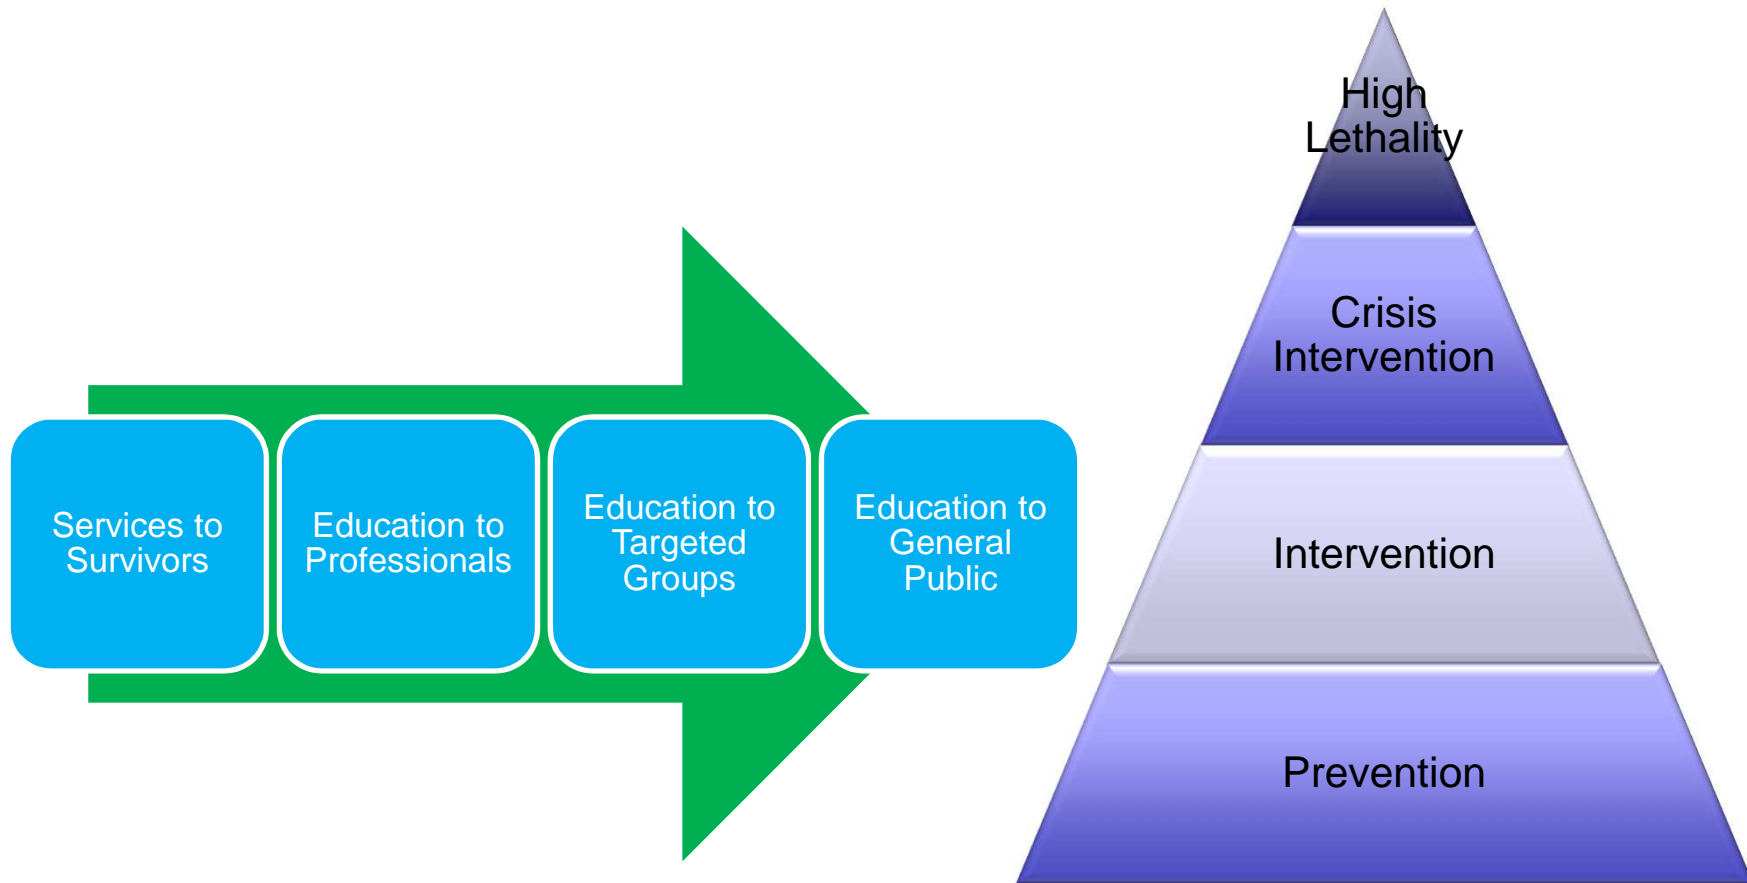 Services to
Survivors
Education to
Professionals
Education to
Targeted
Groups
Education to
General
Public
High
Lethality
Crisis
Intervention
Intervention
Prevention